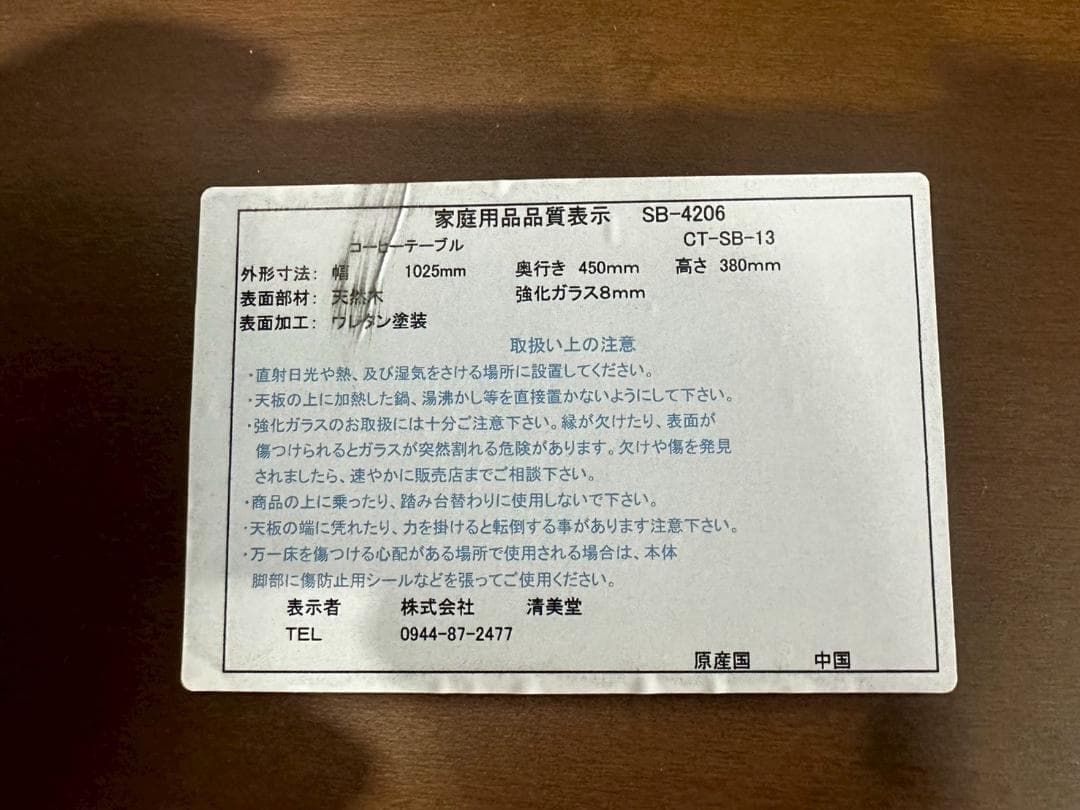 家庭用品品質表示 SB-4206
コーヒーテーブル CT-SB-13
外形寸法： 幅 1025mm 奥行き 450mm 高さ 380mm
表面部材： 天然木 強化ガラス8mm
表面加工： ウレタン塗装
取扱い上の注意
・直射日光や熱、及び湿気をさける場所に設置してください。
・天板の上に加熱した鍋、湯沸かし等を直接置かないようにして下さい。
・強化ガラスのお取扱には十分ご注意下さい。縁が欠けたり、表面が
傷つけられるとガラスが突然割れる危険があります。欠けや傷を発見
されましたら、速やかに販売店までご相談下さい。
・商品の上に乗ったり、踏み台替わりに使用しないで下さい。
・天板の端に凭れたり、力を掛けると転倒する事があります注意下さい。
・万一床を傷つける心配がある場所で使用される場合は、本体
脚部に傷防止用シールなどを張ってご使用ください。
表示者 株式会社 清美堂
TEL 0944-87-2477
原産国 中国